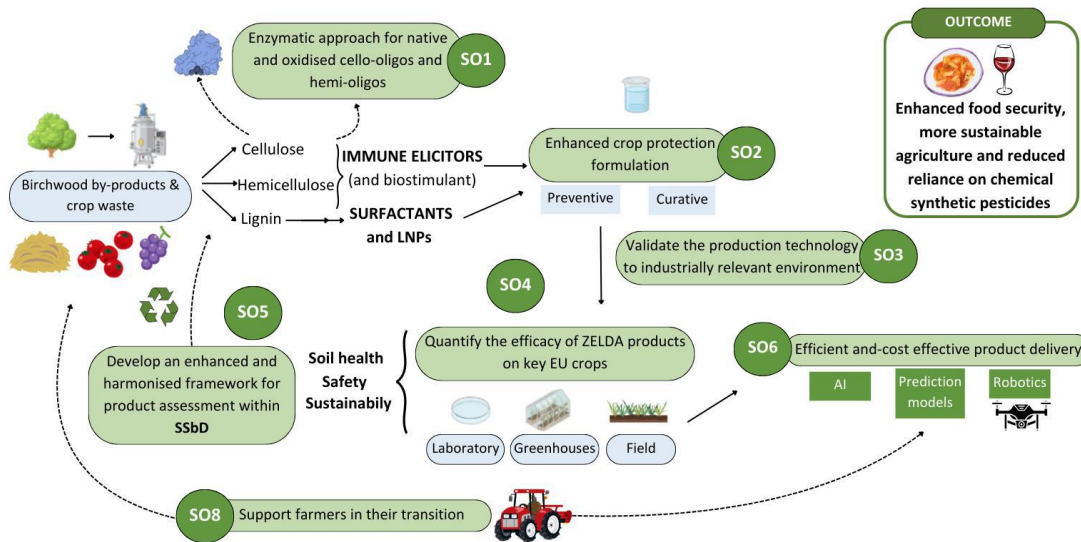 OUTCOME
Enhanced food security,
more sustainable
agriculture and reduced
reliance on chemical
synthetic pesticides
Enzymatic approach for native
and oxidised cello-oligos and
hemi-oligos
SO1
Birchwood by-products &
crop waste
Cellulose
Hemicellulose
Lignin
IMMUNE ELICITORS
(and biostimulant)
SURFACTANTS
and LNPs
Enhanced crop protection
formulation
SO2
Preventive
Curative
Validate the production technology
to industrially relevant environment
SO3
SO4
Quantify the efficacy of ZELDA products
on key EU crops
Laboratory
Greenhouses
Field
SO5
Develop an enhanced and
harmonised framework for
product assessment within
SSbD
Soil health
Safety
Sustainabily
SO6
Efficient and-cost effective product delivery
AI
Prediction
models
Robotics
SO8
Support farmers in their transition